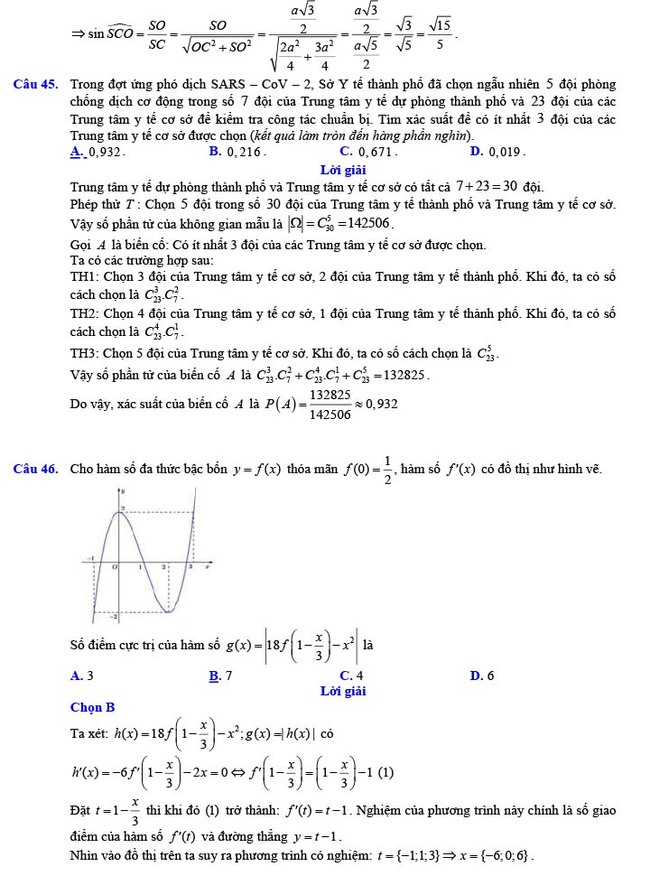 ⇒ sin SCO = SO/SC = SO/√(OC² + SO²) = (a√3/2)/√(2a²/4 + 3a²/4) = (a√3/2)/(a√5/2) = √3/√5 = √15/5 .
Câu 45. Trong đợt ứng phó dịch SARS – CoV – 2, Sở Y tế thành phố đã chọn ngẫu nhiên 5 đội phòng
chống dịch cơ động trong số 7 đội của Trung tâm y tế dự phòng thành phố và 23 đội của các
Trung tâm y tế cơ sở để kiểm tra công tác chuẩn bị. Tìm xác suất để có ít nhất 3 đội của các
Trung tâm y tế cơ sở được chọn (kết quả làm tròn đến hàng phần nghìn).
A. 0,932. B. 0,216. C. 0,671. D. 0,019.
Lời giải
Trung tâm y tế dự phòng thành phố và Trung tâm y tế cơ sở có tất cả 7+23=30 đội.
Phép thử T : Chọn 5 đội trong số 30 đội của Trung tâm y tế thành phố và Trung tâm y tế cơ sở.
Vậy số phần tử của không gian mẫu là |Ω| = C₃₀⁵ = 142506.
Gọi A là biến cố: Có ít nhất 3 đội của các Trung tâm y tế cơ sở được chọn.
Ta có các trường hợp sau:
TH1: Chọn 3 đội của Trung tâm y tế cơ sở, 2 đội của Trung tâm y tế thành phố. Khi đó, ta có số
cách chọn là C₂₃³.C₇².
TH2: Chọn 4 đội của Trung tâm y tế cơ sở, 1 đội của Trung tâm y tế thành phố. Khi đó, ta có số
cách chọn là C₂₃⁴.C₇¹.
TH3: Chọn 5 đội của Trung tâm y tế cơ sở. Khi đó, ta có số cách chọn là C₂₃⁵.
Vậy số phần tử của biến cố A là C₂₃³.C₇² + C₂₃⁴.C₇¹ + C₂₃⁵ = 132825.
Do vậy, xác suất của biến cố A là P(A) = 132825/142506 ≈ 0,932
Câu 46. Cho hàm số đa thức bậc bốn y = f(x) thỏa mãn f(0) = 1/2, hàm số f'(x) có đồ thị như hình vẽ.
y
2
-1 O 1 2 3 x
-2
Số điểm cực trị của hàm số g(x) = |18f(1 − x/3) − x²| là
A. 3 B. 7 C. 4 D. 6
Lời giải
Chọn B
Ta xét: h(x) = 18f(1 − x/3) − x²; g(x) = |h(x)| có
h'(x) = −6f'(1 − x/3) − 2x = 0 ⇔ f'(1 − x/3) = (1 − x/3) − 1 (1)
Đặt t = 1 − x/3 thì khi đó (1) trở thành: f'(t) = t − 1. Nghiệm của phương trình này chính là số giao
điểm của hàm số f'(t) và đường thẳng y = t − 1.
Nhìn vào đồ thị trên ta suy ra phương trình có nghiệm: t = {−1;1;3} ⇒ x = {−6;0;6}.